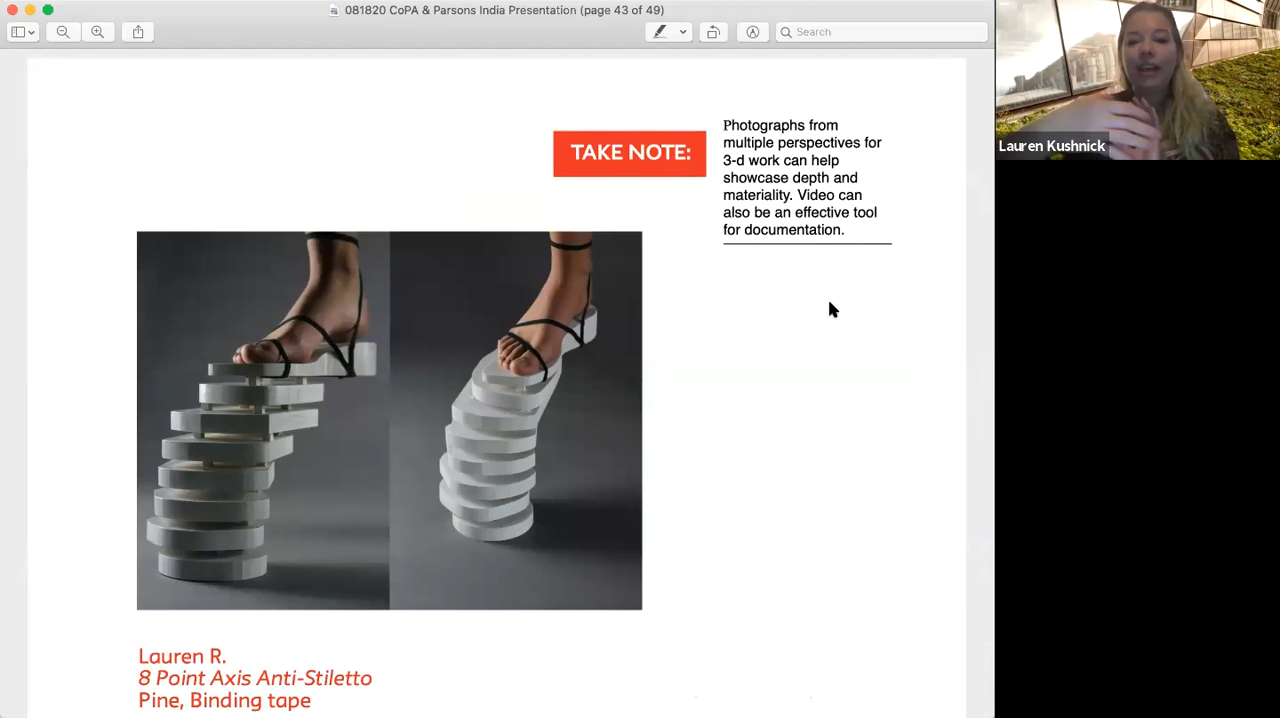 081820 CoPA & Parsons India Presentation (page 43 of 49)
Search
TAKE NOTE:
Photographs from
multiple perspectives for
3-d work can help
showcase depth and
materiality. Video can
also be an effective tool
for documentation.
Lauren Kushnick
Lauren R.
8 Point Axis Anti-Stiletto
Pine, Binding tape